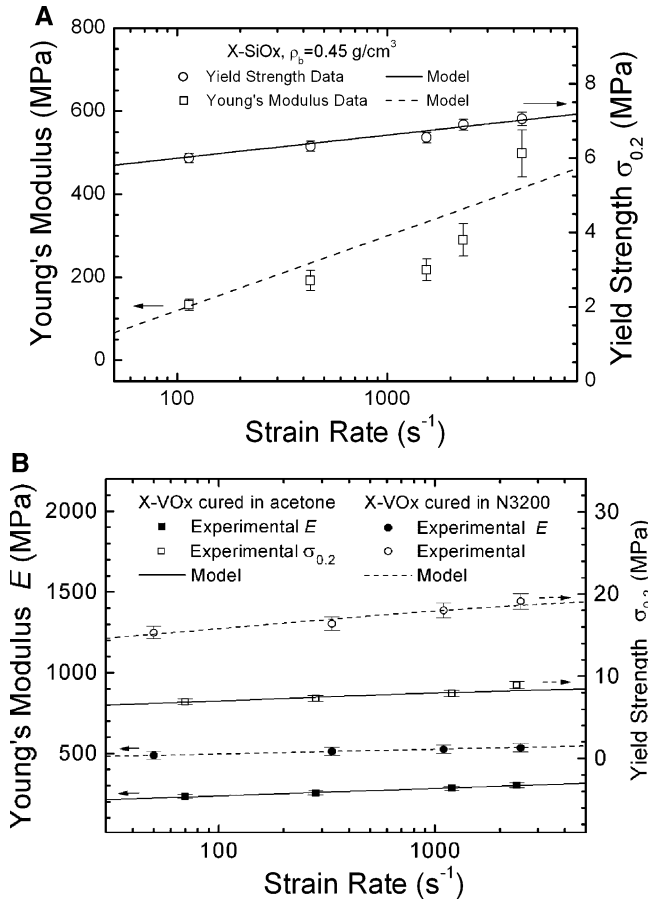 A
X-SiOx, ρb=0.45 g/cm³
Yield Strength Data Model
Young's Modulus Data Model
800
600
400
200
0
Young's Modulus (MPa)
8
6
4
2
0
Yield Strength σ0.2 (MPa)
100 1000
Strain Rate (s⁻¹)
B
X-VOx cured in acetone X-VOx cured in N3200
Experimental E Experimental E
Experimental σ0.2 Experimental
Model Model
2000
1700
1300
900
500
Young's Modulus E (MPa)
30
20
10
0
Yield Strength σ0.2 (MPa)
100 1000
Strain Rate (s⁻¹)